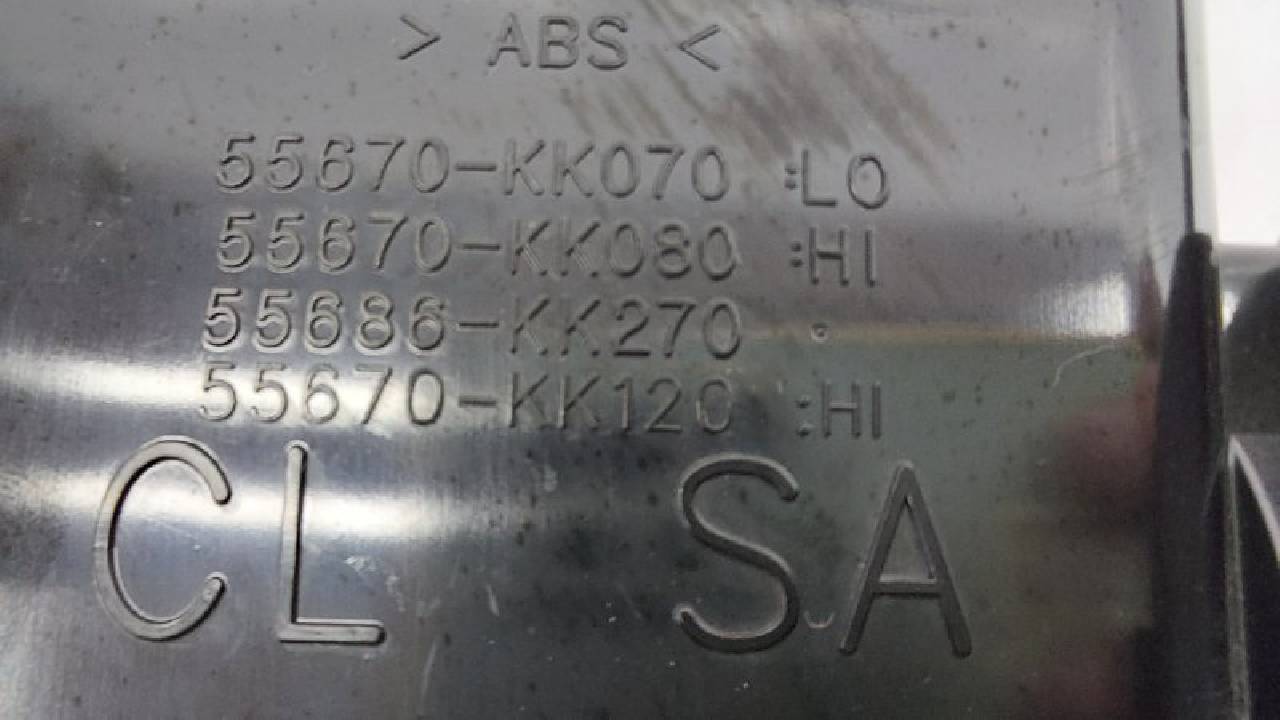 > ABS <
55670-KK070 :LO
55670-KK080 :HI
55686-KK270
55670-KK120 :HI
CL SA